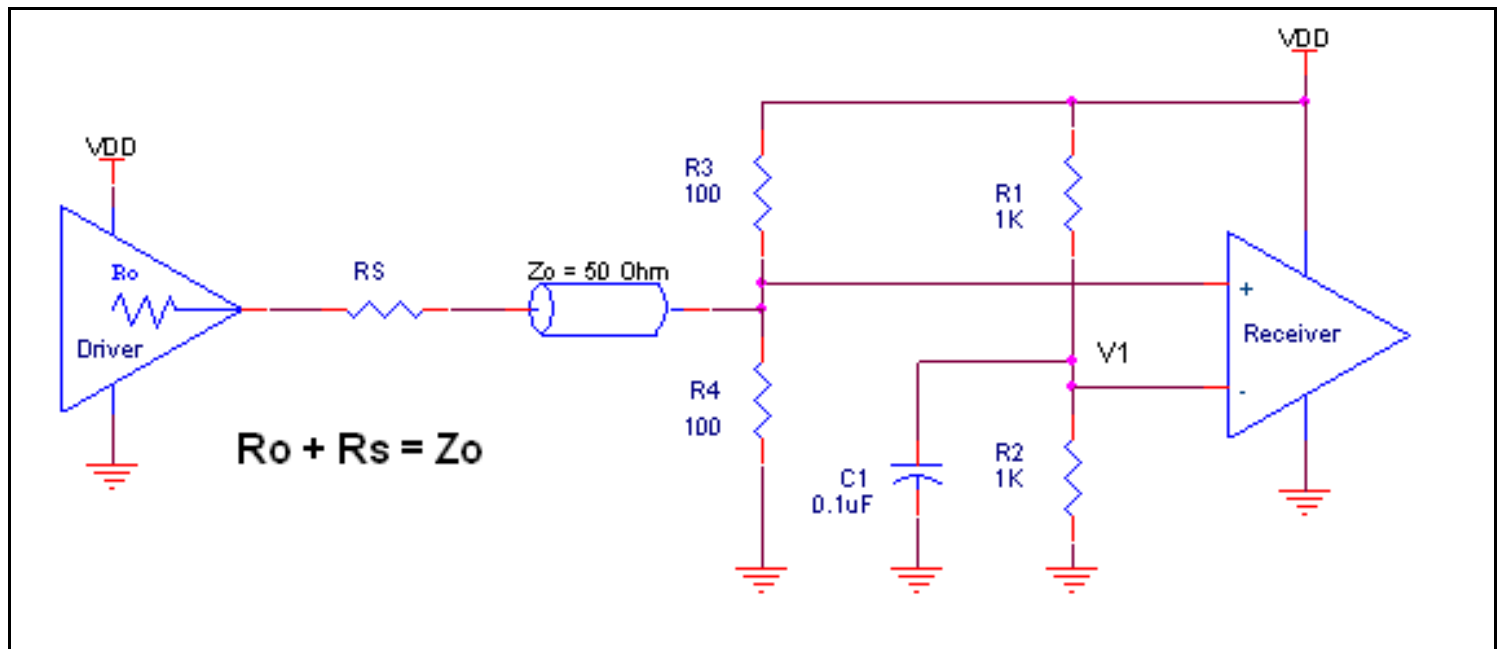 VDD
VDD
R3
100
R1
1K
Ro
RS
Zo = 50 Ohm
+
Receiver
Driver
V1
R4
100
-
Ro + Rs = Zo
R2
1K
C1
0.1uF